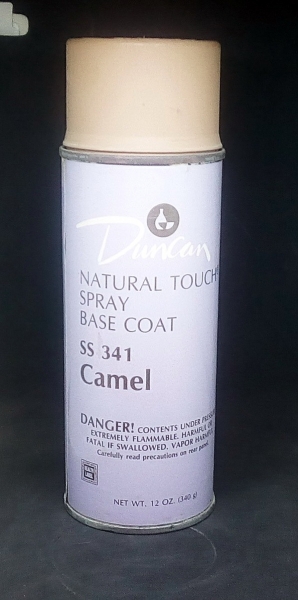 Duncan
NATURAL TOUCH
SPRAY
BASE COAT
SS 341
Camel
DANGER! CONTENTS UNDER
EXTREMELY FLAMMABLE. HARMFUL OR
FATAL IF SWALLOWED. VAPOR
Carefully read precautions on rear
NET WT. 12 OZ. (340 g)